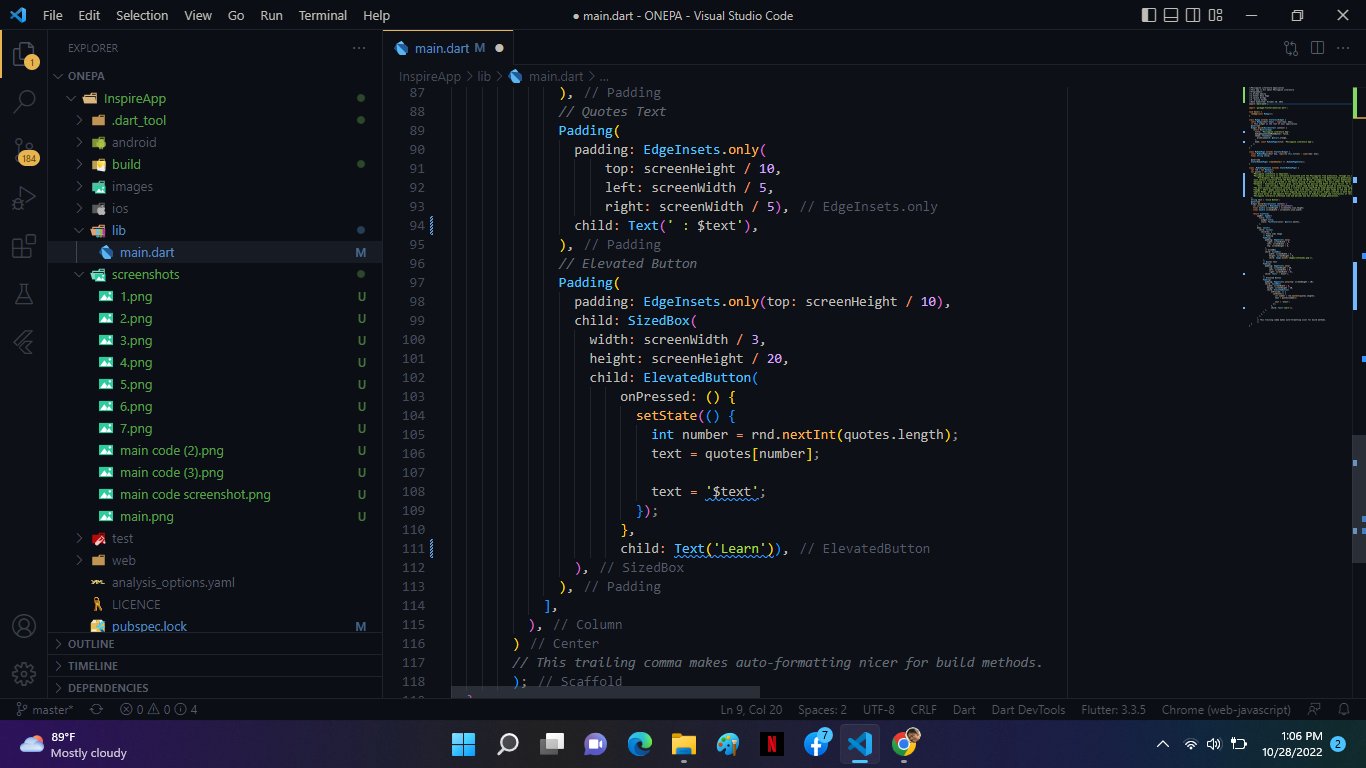 File Edit Selection View Go Run Terminal Help
● main.dart - ONEPA - Visual Studio Code
EXPLORER
main.dart M
1
ONEPA
InspireApp > lib > main.dart > ...
InspireApp
.dart_tool
android
build
images
ios
lib
main.dart M
screenshots
1.png U
2.png U
3.png U
4.png U
5.png U
6.png U
7.png U
main code (2).png U
main code (3).png U
main code screenshot.png U
main.png U
test
web
analysis_options.yaml
LICENCE
pubspec.lock M
OUTLINE
TIMELINE
DEPENDENCIES
184
87 ), // Padding
88 // Quotes Text
89 Padding(
90 padding: EdgeInsets.only(
91 top: screenHeight / 10,
92 left: screenWidth / 5,
93 right: screenWidth / 5), // EdgeInsets.only
94 child: Text(' : $text'),
95 ), // Padding
96 // Elevated Button
97 Padding(
98 padding: EdgeInsets.only(top: screenHeight / 10),
99 child: SizedBox(
100 width: screenWidth / 3,
101 height: screenHeight / 20,
102 child: ElevatedButton(
103 onPressed: () {
104 setState(() {
105 int number = rnd.nextInt(quotes.length);
106 text = quotes[number];
107
108 text = '$text';
109 });
110 },
111 child: Text('Learn')), // ElevatedButton
112 ), // SizedBox
113 ), // Padding
114 ],
115 ), // Column
116 ) // Center
117 // This trailing comma makes auto-formatting nicer for build methods.
118 ); // Scaffold
master* 0 0 4
Ln 9, Col 20 Spaces: 2 UTF-8 CRLF Dart Dart DevTools Flutter: 3.3.5 Chrome (web-javascript)
89°F
Mostly cloudy
7
1:06 PM
10/28/2022
2